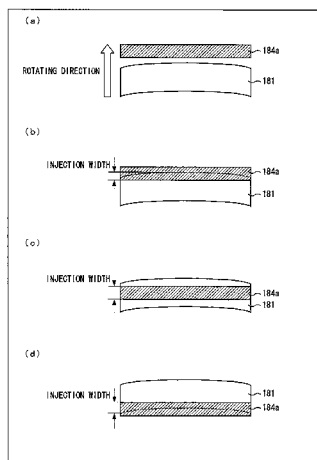 (a)
184a
ROTATING DIRECTION
181
(b)
INJECTION WIDTH
184a
181
(c)
INJECTION WIDTH
184a
181
(d)
181
INJECTION WIDTH
184a